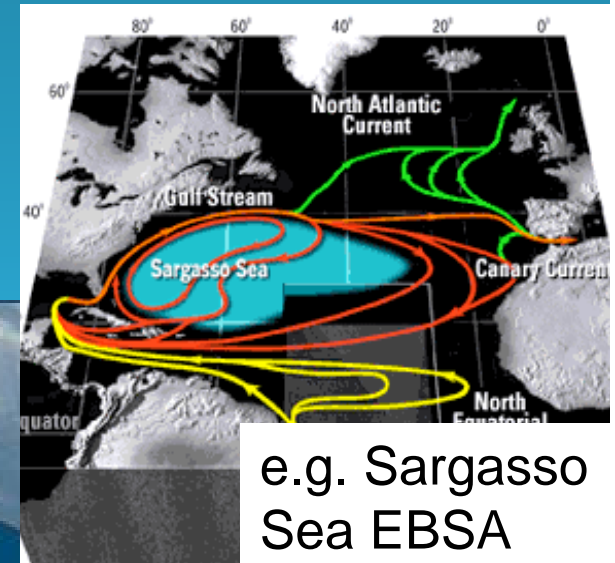 80° 60° 40° 20° 0°
60°
North Atlantic
Current
Gulf Stream
40°
Sargasso Sea
Canary Current
North
Equatorial
quator
e.g. Sargasso
Sea EBSA